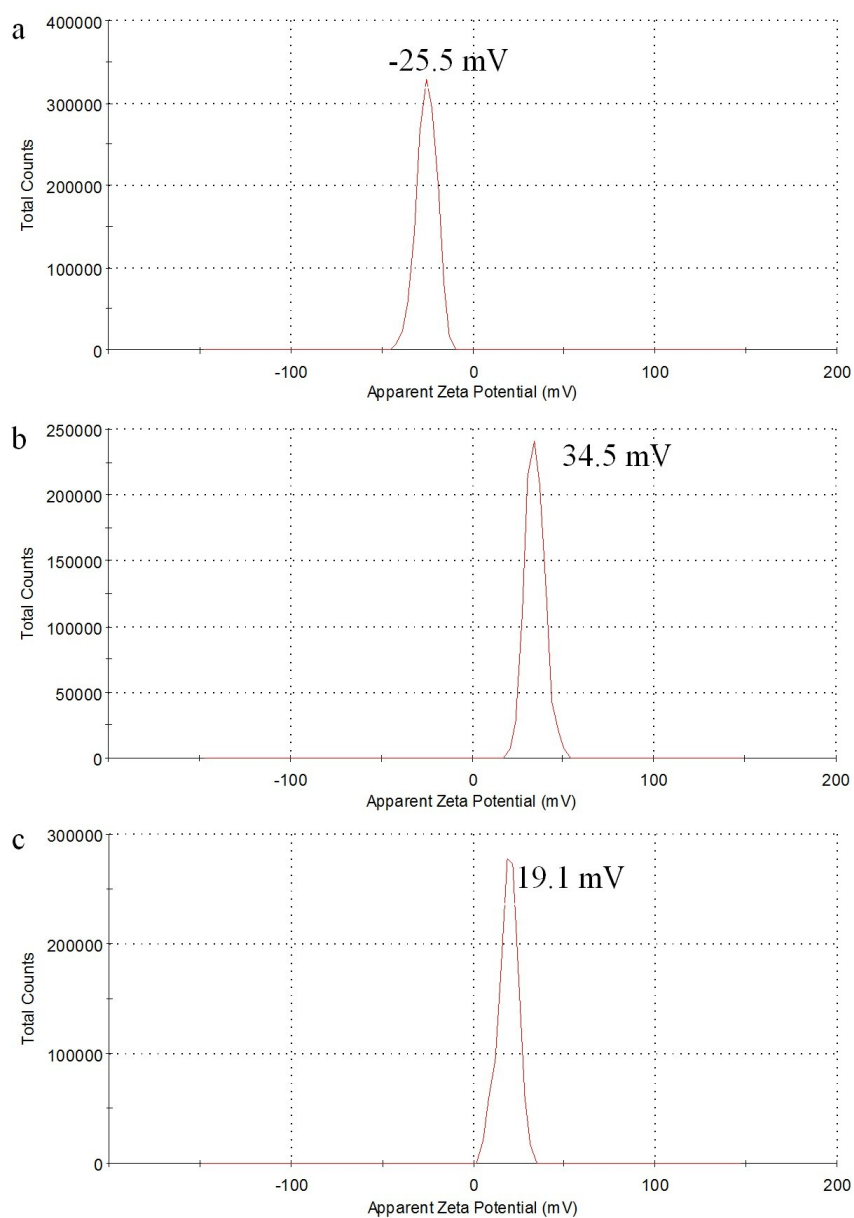 a
400000
-25.5 mV
300000
200000
100000
0
Total Counts
-100 0 100 200
Apparent Zeta Potential (mV)
b
250000
34.5 mV
200000
150000
100000
50000
0
Total Counts
-100 0 100 200
Apparent Zeta Potential (mV)
c
300000
19.1 mV
200000
100000
0
Total Counts
-100 0 100 200
Apparent Zeta Potential (mV)